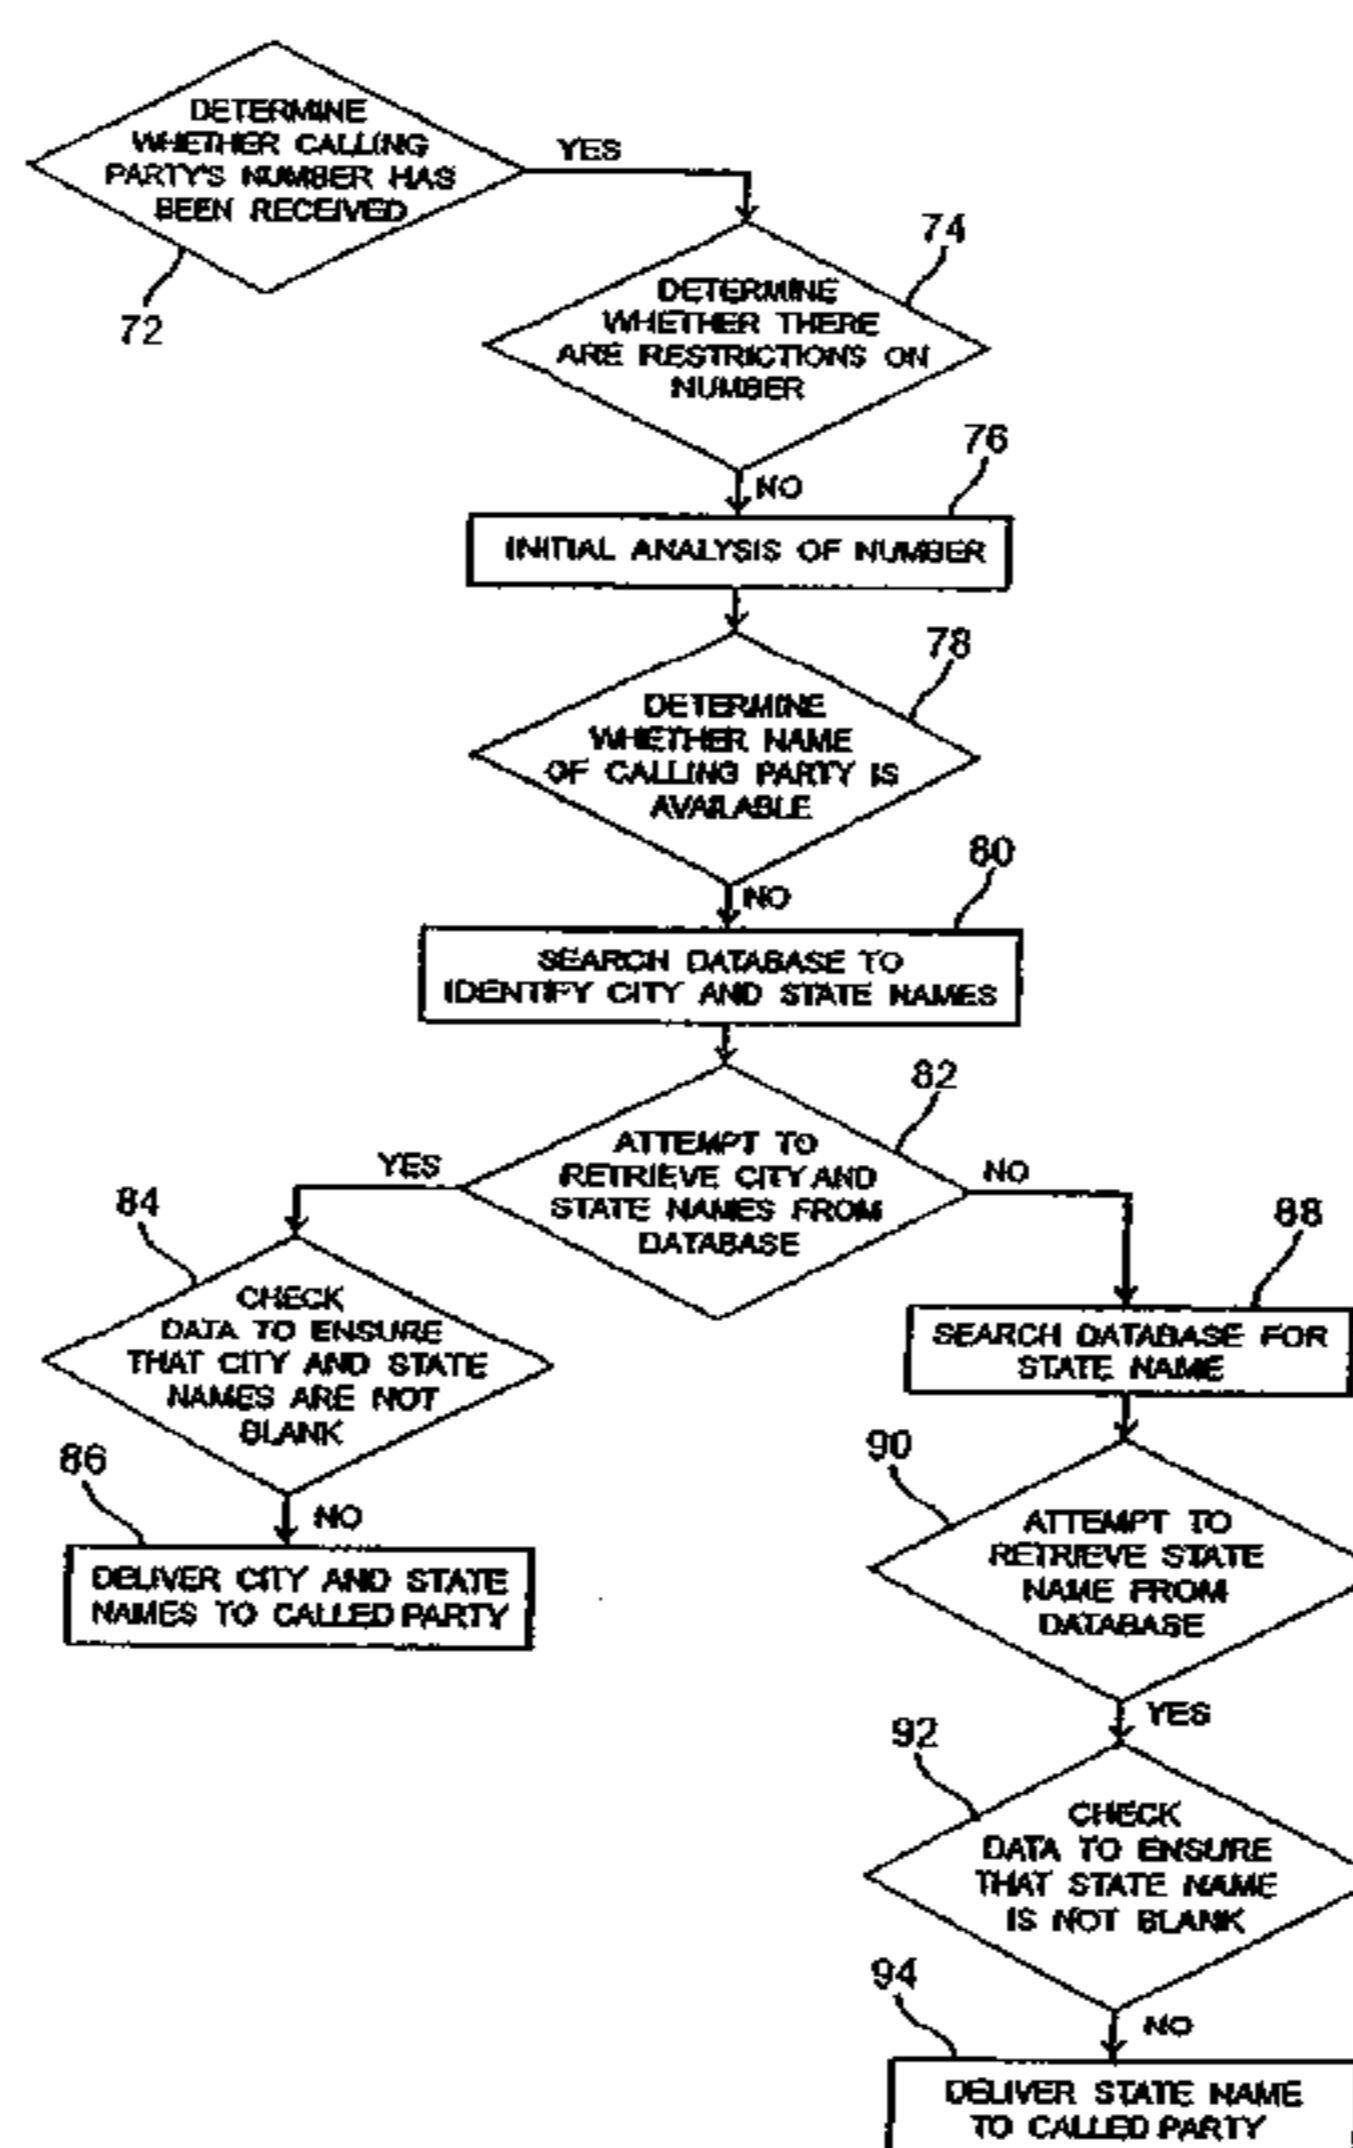 DETERMINE
WHETHER CALLING
PARTY'S NUMBER HAS
BEEN RECEIVED
72
YES
74
DETERMINE
WHETHER THERE
ARE RESTRICTIONS ON
NUMBER
NO
76
INITIAL ANALYSIS OF NUMBER
78
DETERMINE
WHETHER NAME
OF CALLING PARTY IS
AVAILABLE
NO
80
SEARCH DATABASE TO
IDENTIFY CITY AND STATE NAMES
82
ATTEMPT TO
RETRIEVE CITY AND
STATE NAMES FROM
DATABASE
YES
84
CHECK
DATA TO ENSURE
THAT CITY AND STATE
NAMES ARE NOT
BLANK
NO
86
DELIVER CITY AND STATE
NAMES TO CALLED PARTY
NO
88
SEARCH DATABASE FOR
STATE NAME
90
ATTEMPT TO
RETRIEVE STATE
NAME FROM
DATABASE
YES
92
CHECK
DATA TO ENSURE
THAT STATE NAME
IS NOT BLANK
NO
94
DELIVER STATE NAME
TO CALLED PARTY